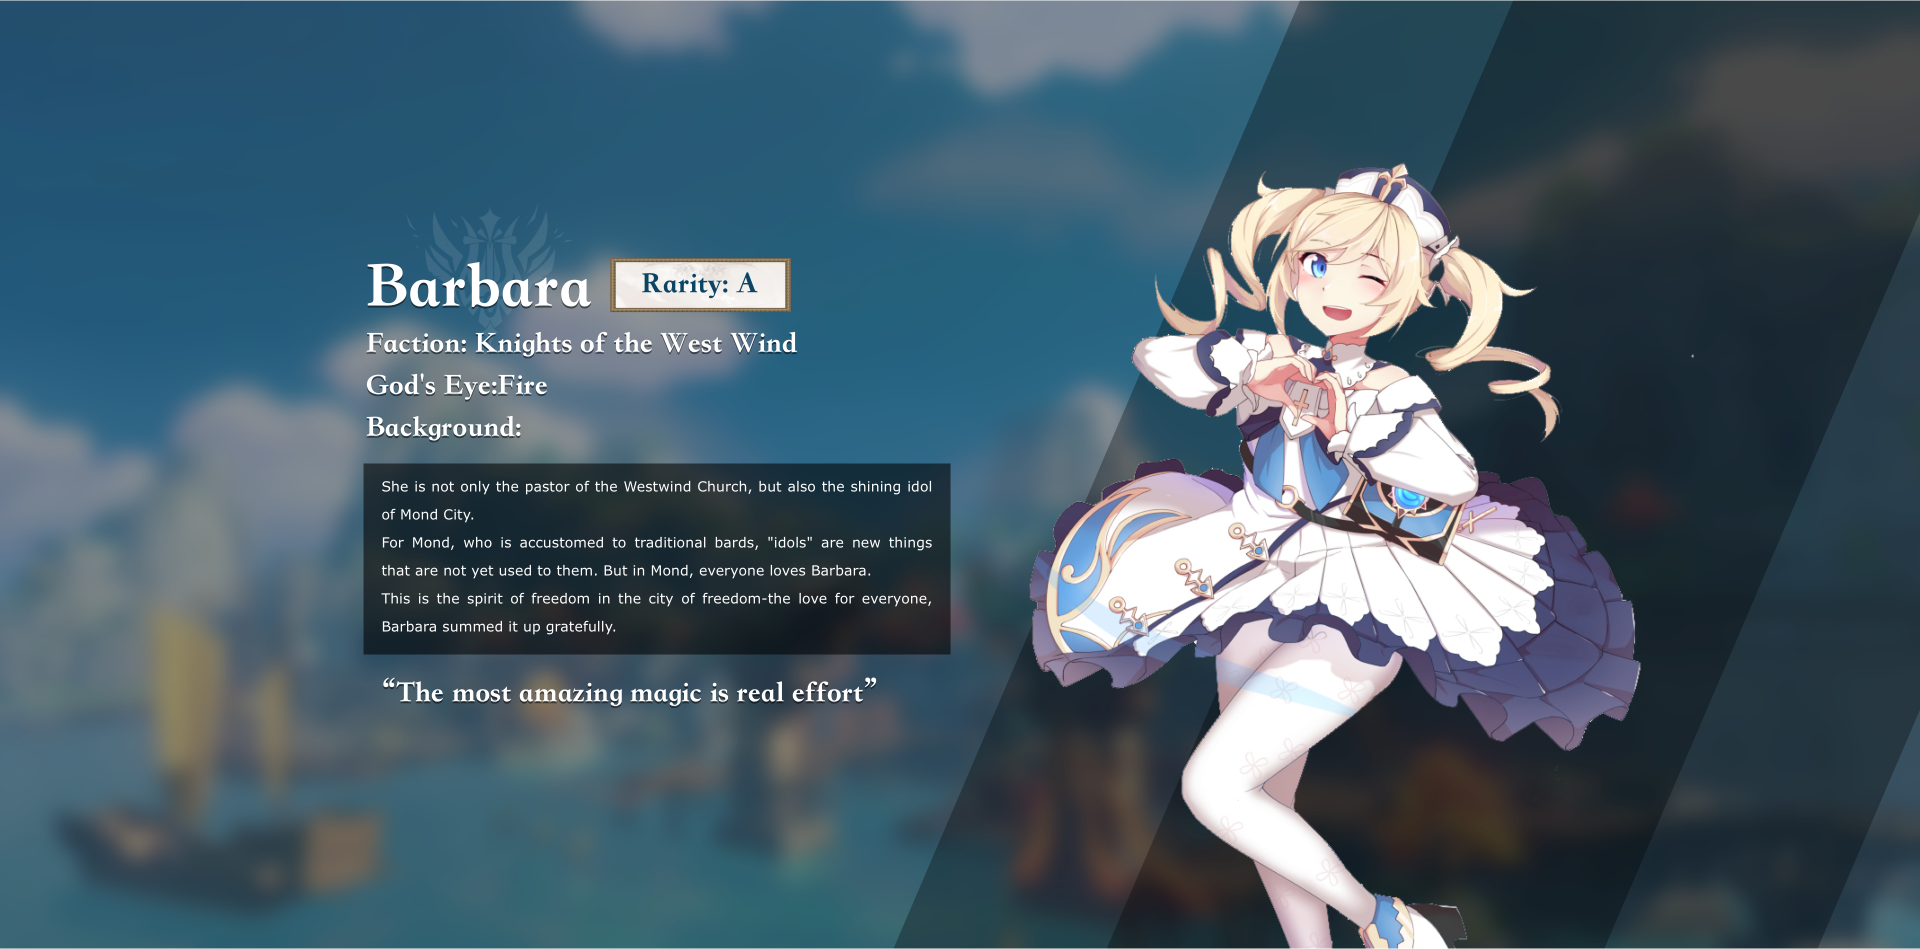 Barbara
Rarity: A
Faction: Knights of the West Wind
God's Eye:Fire
Background:
She is not only the pastor of the Westwind Church, but also the shining idol
of Mond City.
For Mond, who is accustomed to traditional bards, "idols" are new things
that are not yet used to them. But in Mond, everyone loves Barbara.
This is the spirit of freedom in the city of freedom-the love for everyone,
Barbara summed it up gratefully.
“The most amazing magic is real effort”